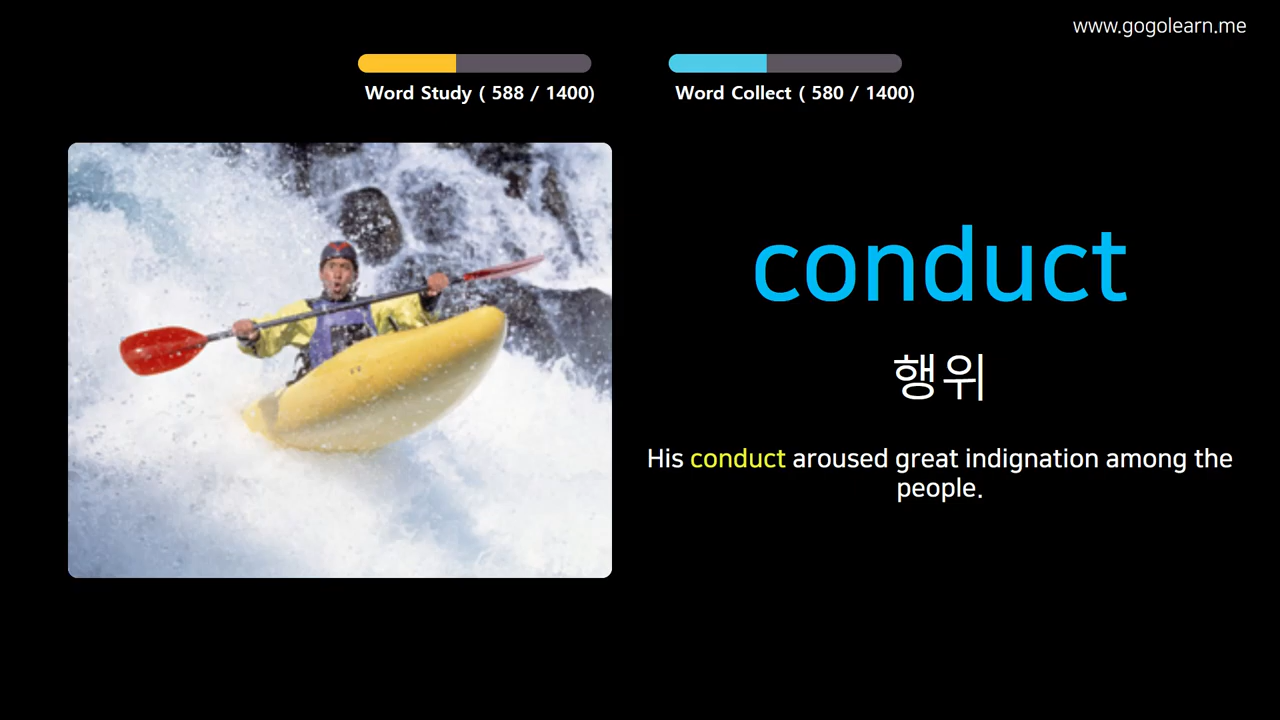 www.gogolearn.me
Word Study ( 588 / 1400)
Word Collect ( 580 / 1400)
conduct
행위
His conduct aroused great indignation among the
people.